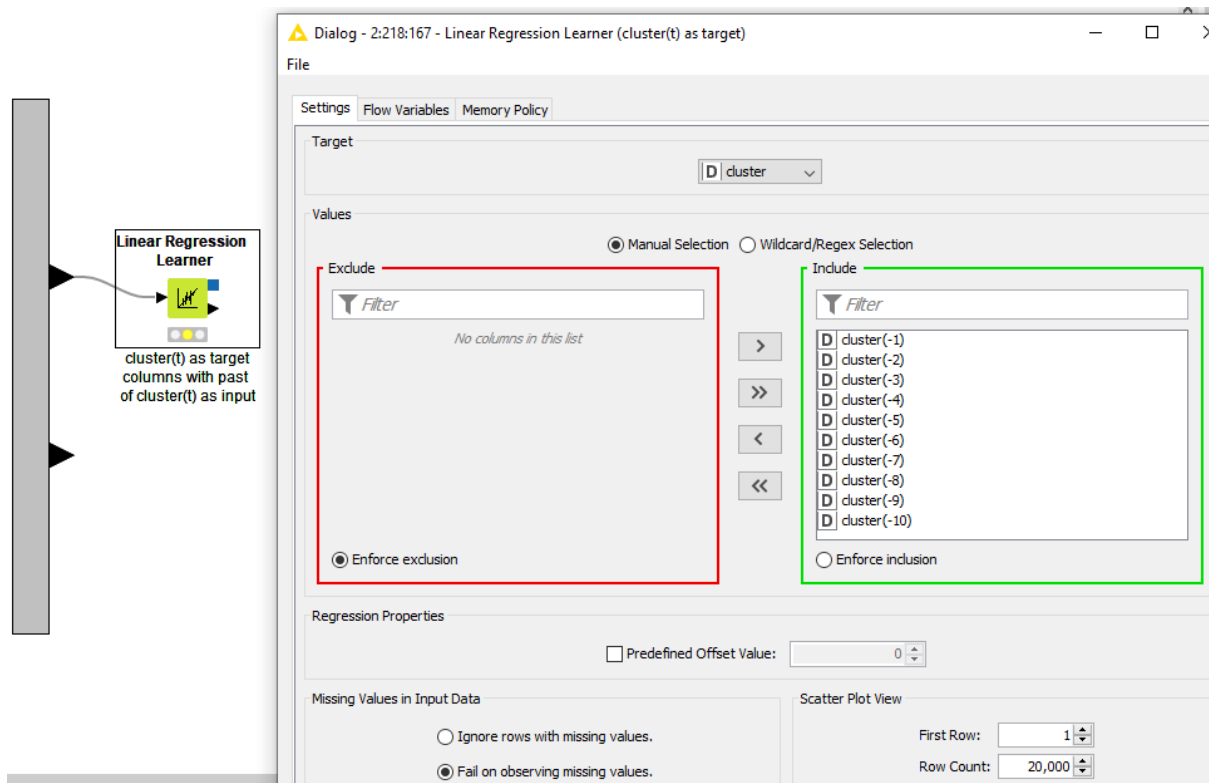 Dialog - 2:218:167 - Linear Regression Learner (cluster(t) as target)
File
Settings Flow Variables Memory Policy
Target
D cluster
Values
Manual Selection Wildcard/Regex Selection
Exclude
Filter
No columns in this list
Enforce exclusion
>
>>
<
<<
Include
Filter
D cluster(-1)
D cluster(-2)
D cluster(-3)
D cluster(-4)
D cluster(-5)
D cluster(-6)
D cluster(-7)
D cluster(-8)
D cluster(-9)
D cluster(-10)
Enforce inclusion
Regression Properties
Predefined Offset Value: 0
Missing Values in Input Data
Ignore rows with missing values.
Fail on observing missing values.
Scatter Plot View
First Row: 1
Row Count: 20,000
Linear Regression
Learner
cluster(t) as target
columns with past
of cluster(t) as input